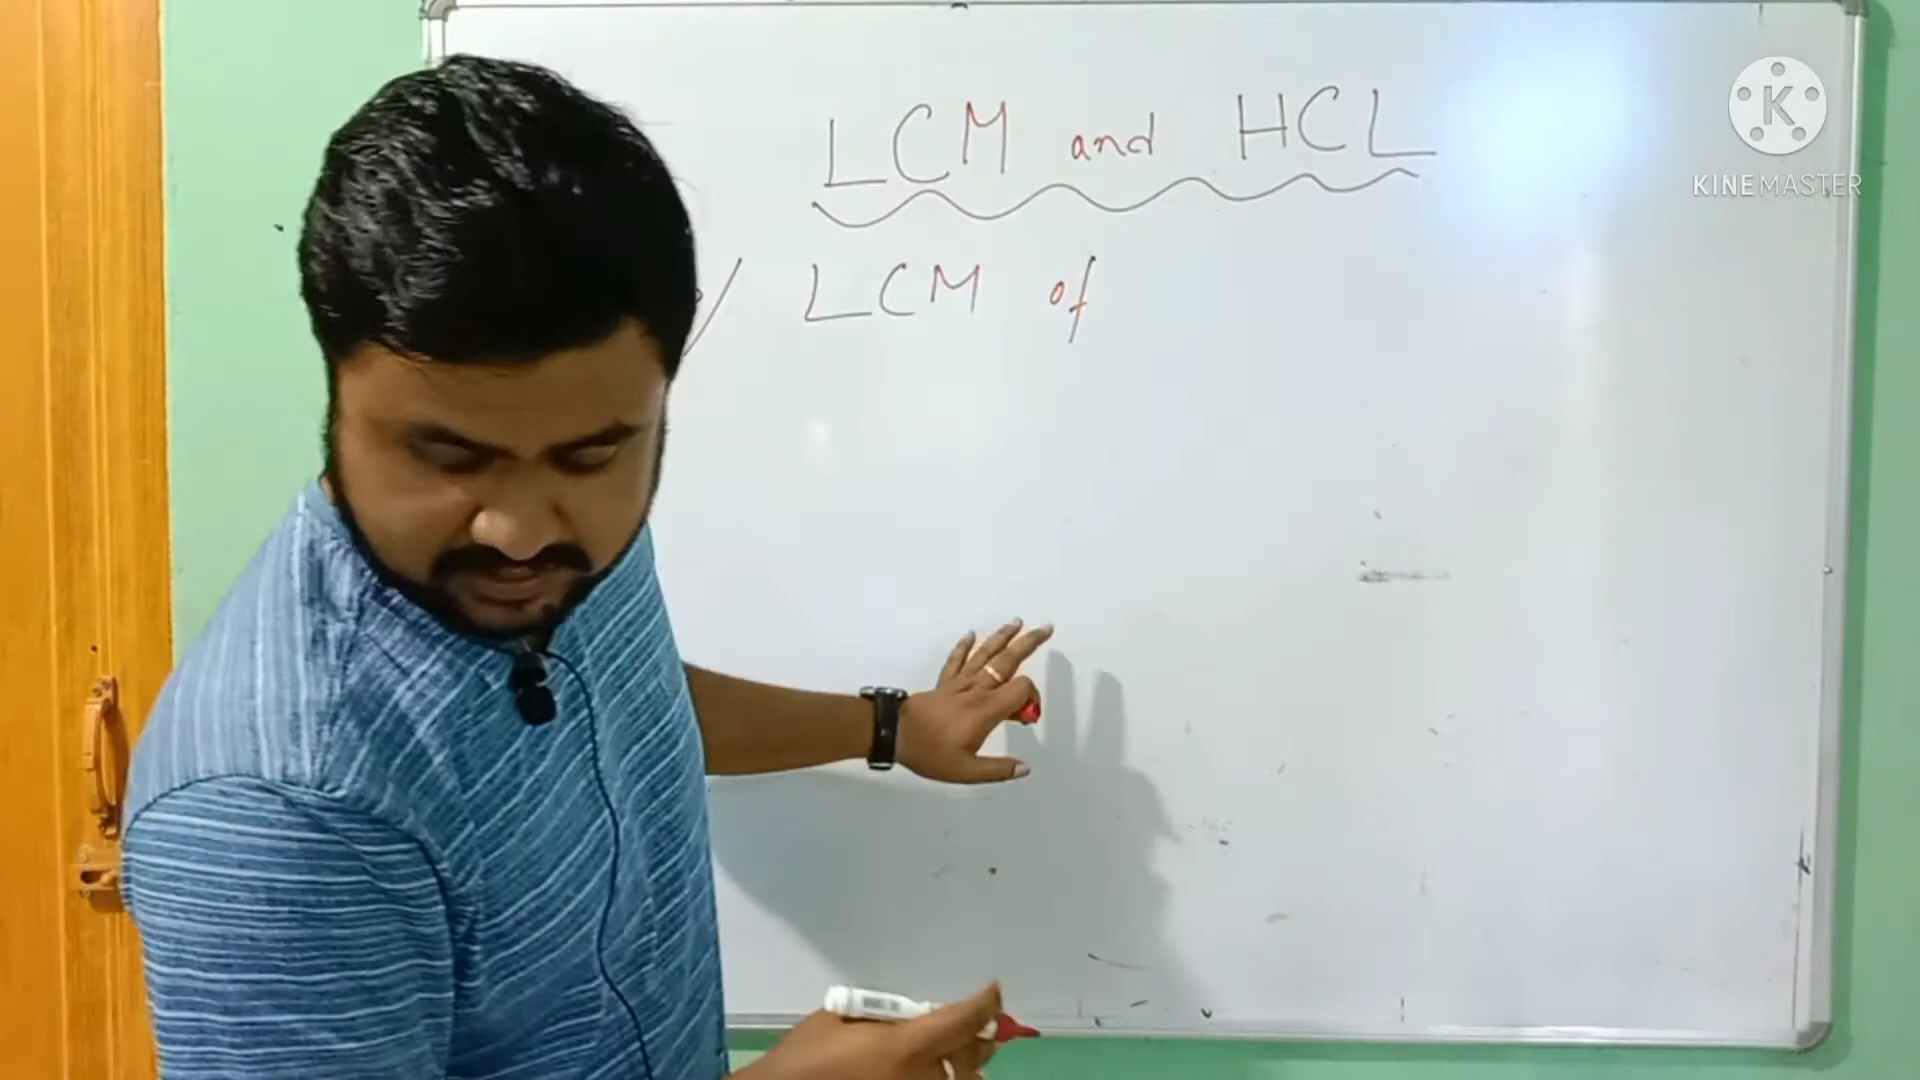 LCM and HCL
LCM of
K
KINEMASTER